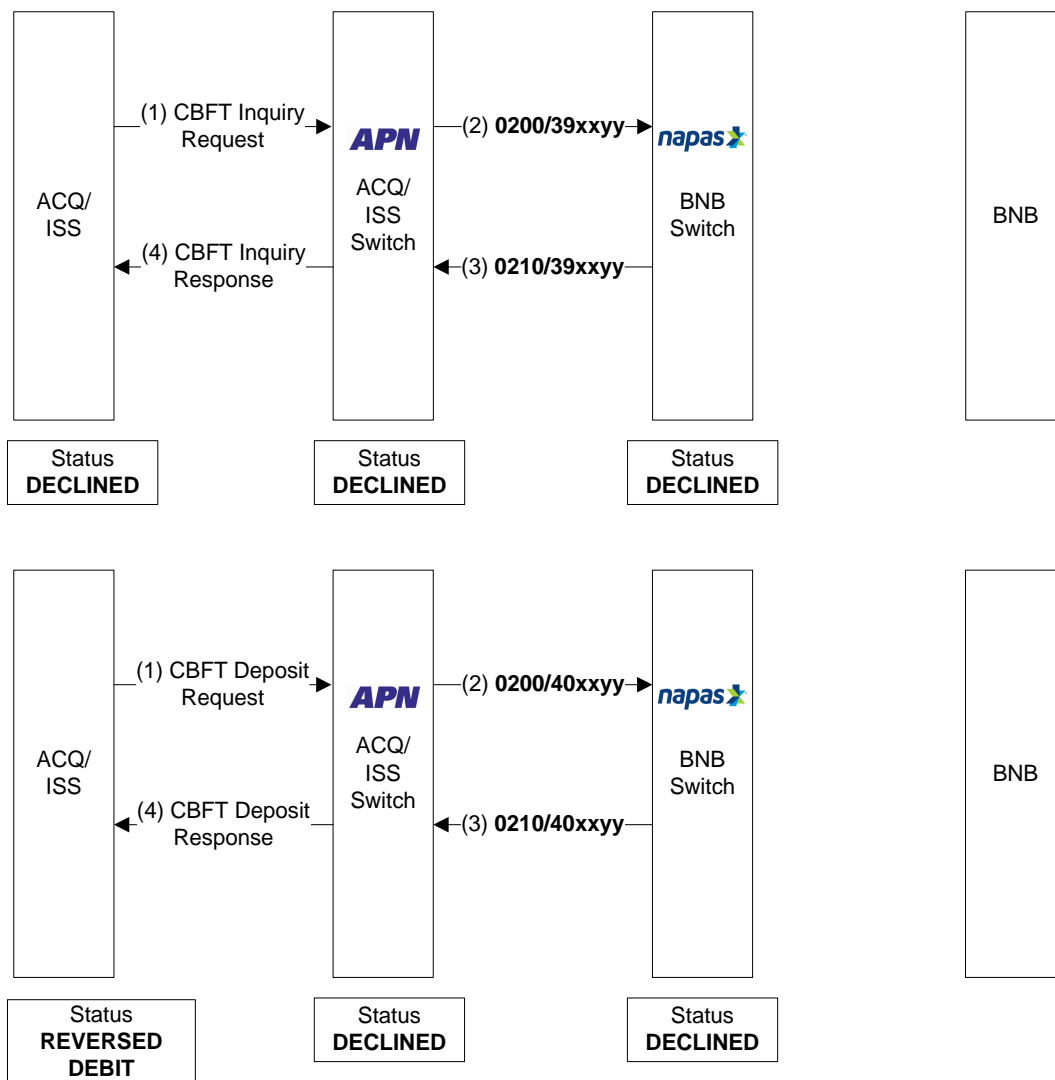 (1) CBFT Inquiry
Request
APN
(2) 0200/39xxyy
napas
ACQ/
ISS
ACQ/
ISS
Switch
BNB
Switch
BNB
(4) CBFT Inquiry
Response
(3) 0210/39xxyy
Status
DECLINED
Status
DECLINED
Status
DECLINED
(1) CBFT Deposit
Request
APN
(2) 0200/40xxyy
napas
ACQ/
ISS
ACQ/
ISS
Switch
BNB
Switch
BNB
(4) CBFT Deposit
Response
(3) 0210/40xxyy
Status
REVERSED
DEBIT
Status
DECLINED
Status
DECLINED